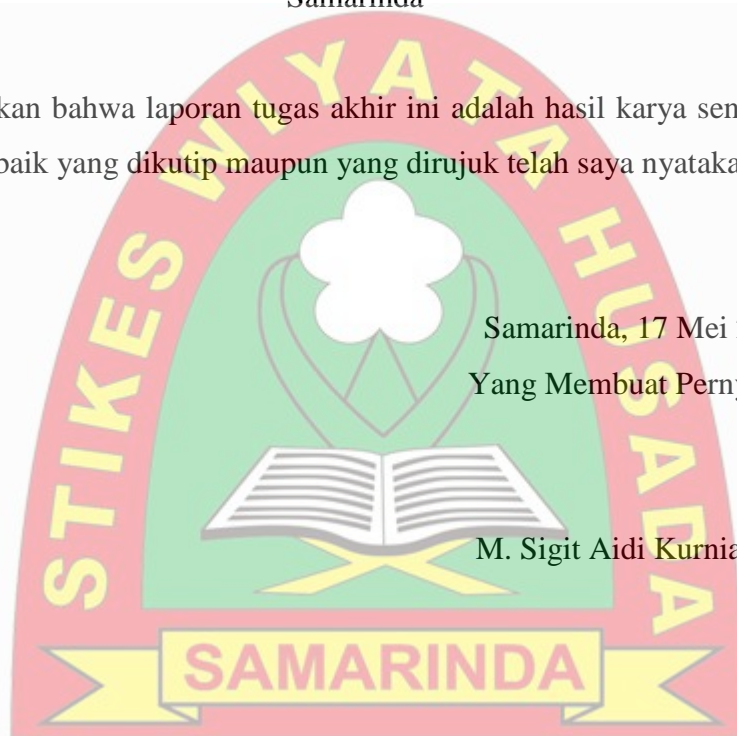 Samarinda
kan bahwa laporan tugas akhir ini adalah hasil karya sen
baik yang dikutip maupun yang dirujuk telah saya nyataka
Samarinda, 17 Mei
Yang Membuat Perny
M. Sigit Aidi Kurnia
STIKES WIYATA HUSADA
SAMARINDA